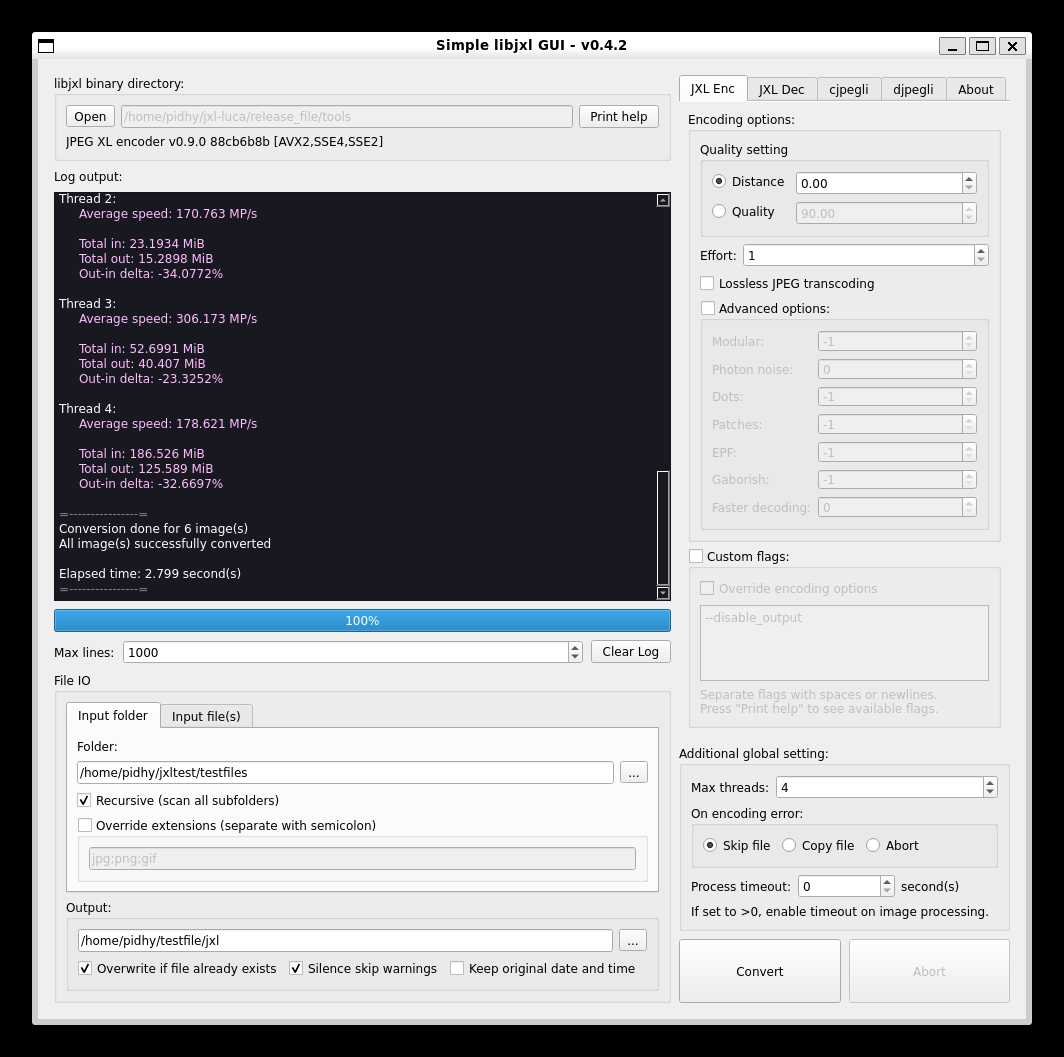 Simple libjxl GUI - v0.4.2
libjxl binary directory:
Open
/home/pidhy/jxl-luca/release_file/tools
Print help
JPEG XL encoder v0.9.0 88cb6b8b [AVX2,SSE4,SSE2]
Log output:
Thread 2:
Average speed: 170.763 MP/s
Total in: 23.1934 MiB
Total out: 15.2898 MiB
Out-in delta: -34.0772%
Thread 3:
Average speed: 306.173 MP/s
Total in: 52.6991 MiB
Total out: 40.407 MiB
Out-in delta: -23.3252%
Thread 4:
Average speed: 178.621 MP/s
Total in: 186.526 MiB
Total out: 125.589 MiB
Out-in delta: -32.6697%
=----------------=
Conversion done for 6 image(s)
All image(s) successfully converted
Elapsed time: 2.799 second(s)
=----------------=
100%
Max lines:
1000
Clear Log
File IO
Input folder
Input file(s)
Folder:
/home/pidhy/jxltest/testfiles
...
Recursive (scan all subfolders)
Override extensions (separate with semicolon)
jpg;png;gif
Output:
/home/pidhy/testfile/jxl
...
Overwrite if file already exists
Silence skip warnings
Keep original date and time
JXL Enc
JXL Dec
cjpegli
djpegli
About
Encoding options:
Quality setting
Distance
0.00
Quality
90.00
Effort:
1
Lossless JPEG transcoding
Advanced options:
Modular:
-1
Photon noise:
0
Dots:
-1
Patches:
-1
EPF:
-1
Gaborish:
-1
Faster decoding:
0
Custom flags:
Override encoding options
--disable_output
Separate flags with spaces or newlines.
Press "Print help" to see available flags.
Additional global setting:
Max threads:
4
On encoding error:
Skip file
Copy file
Abort
Process timeout:
0
second(s)
If set to >0, enable timeout on image processing.
Convert
Abort